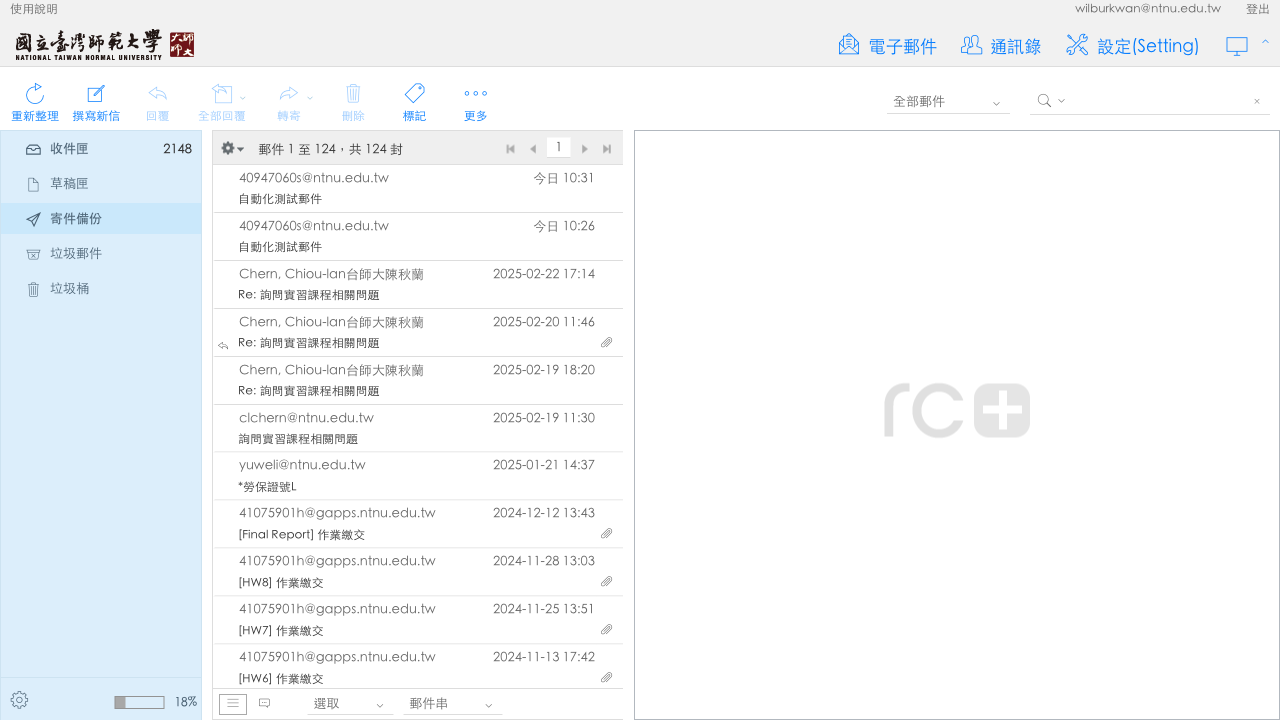 使用說明
wilburkwan@ntnu.edu.tw 登出
國立臺灣師範大學 大師 師大
NATIONAL TAIWAN NORMAL UNIVERSITY
電子郵件 通訊錄 設定(Setting)
重新整理 撰寫新信 回覆 全部回覆 轉寄 刪除 標記 更多
全部郵件
收件匣 2148
草稿匣
寄件備份
垃圾郵件
垃圾桶
18%
郵件 1 至 124，共 124 封 1
40947060s@ntnu.edu.tw 今日 10:31
自動化測試郵件
40947060s@ntnu.edu.tw 今日 10:26
自動化測試郵件
Chern, Chiou-lan台師大陳秋蘭 2025-02-22 17:14
Re: 詢問實習課程相關問題
Chern, Chiou-lan台師大陳秋蘭 2025-02-20 11:46
Re: 詢問實習課程相關問題
Chern, Chiou-lan台師大陳秋蘭 2025-02-19 18:20
Re: 詢問實習課程相關問題
clchern@ntnu.edu.tw 2025-02-19 11:30
詢問實習課程相關問題
yuweli@ntnu.edu.tw 2025-01-21 14:37
*勞保證號L
41075901h@gapps.ntnu.edu.tw 2024-12-12 13:43
[Final Report] 作業繳交
41075901h@gapps.ntnu.edu.tw 2024-11-28 13:03
[HW8] 作業繳交
41075901h@gapps.ntnu.edu.tw 2024-11-25 13:51
[HW7] 作業繳交
41075901h@gapps.ntnu.edu.tw 2024-11-13 17:42
[HW6] 作業繳交
選取 郵件串
rc+